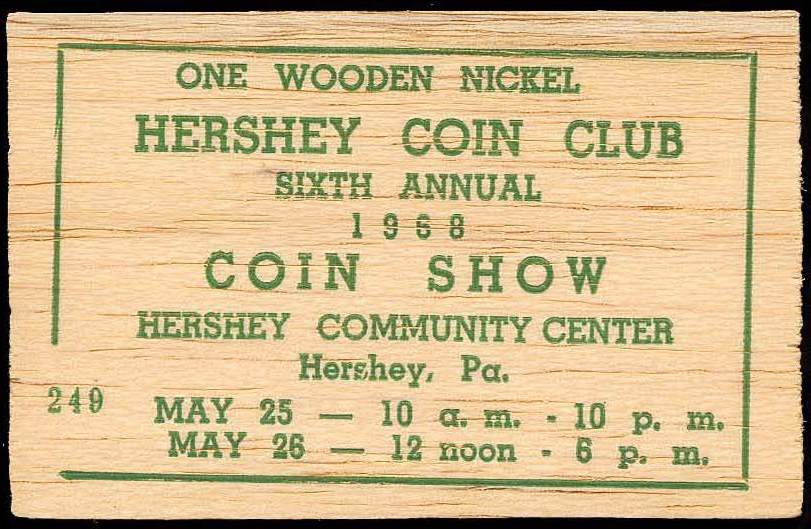 ONE WOODEN NICKEL
HERSHEY COIN CLUB
SIXTH ANNUAL
1968
COIN SHOW
HERSHEY COMMUNITY CENTER
Hershey, Pa.
249
MAY 25 — 10 a. m. - 10 p. m.
MAY 26 — 12 noon - 6 p. m.